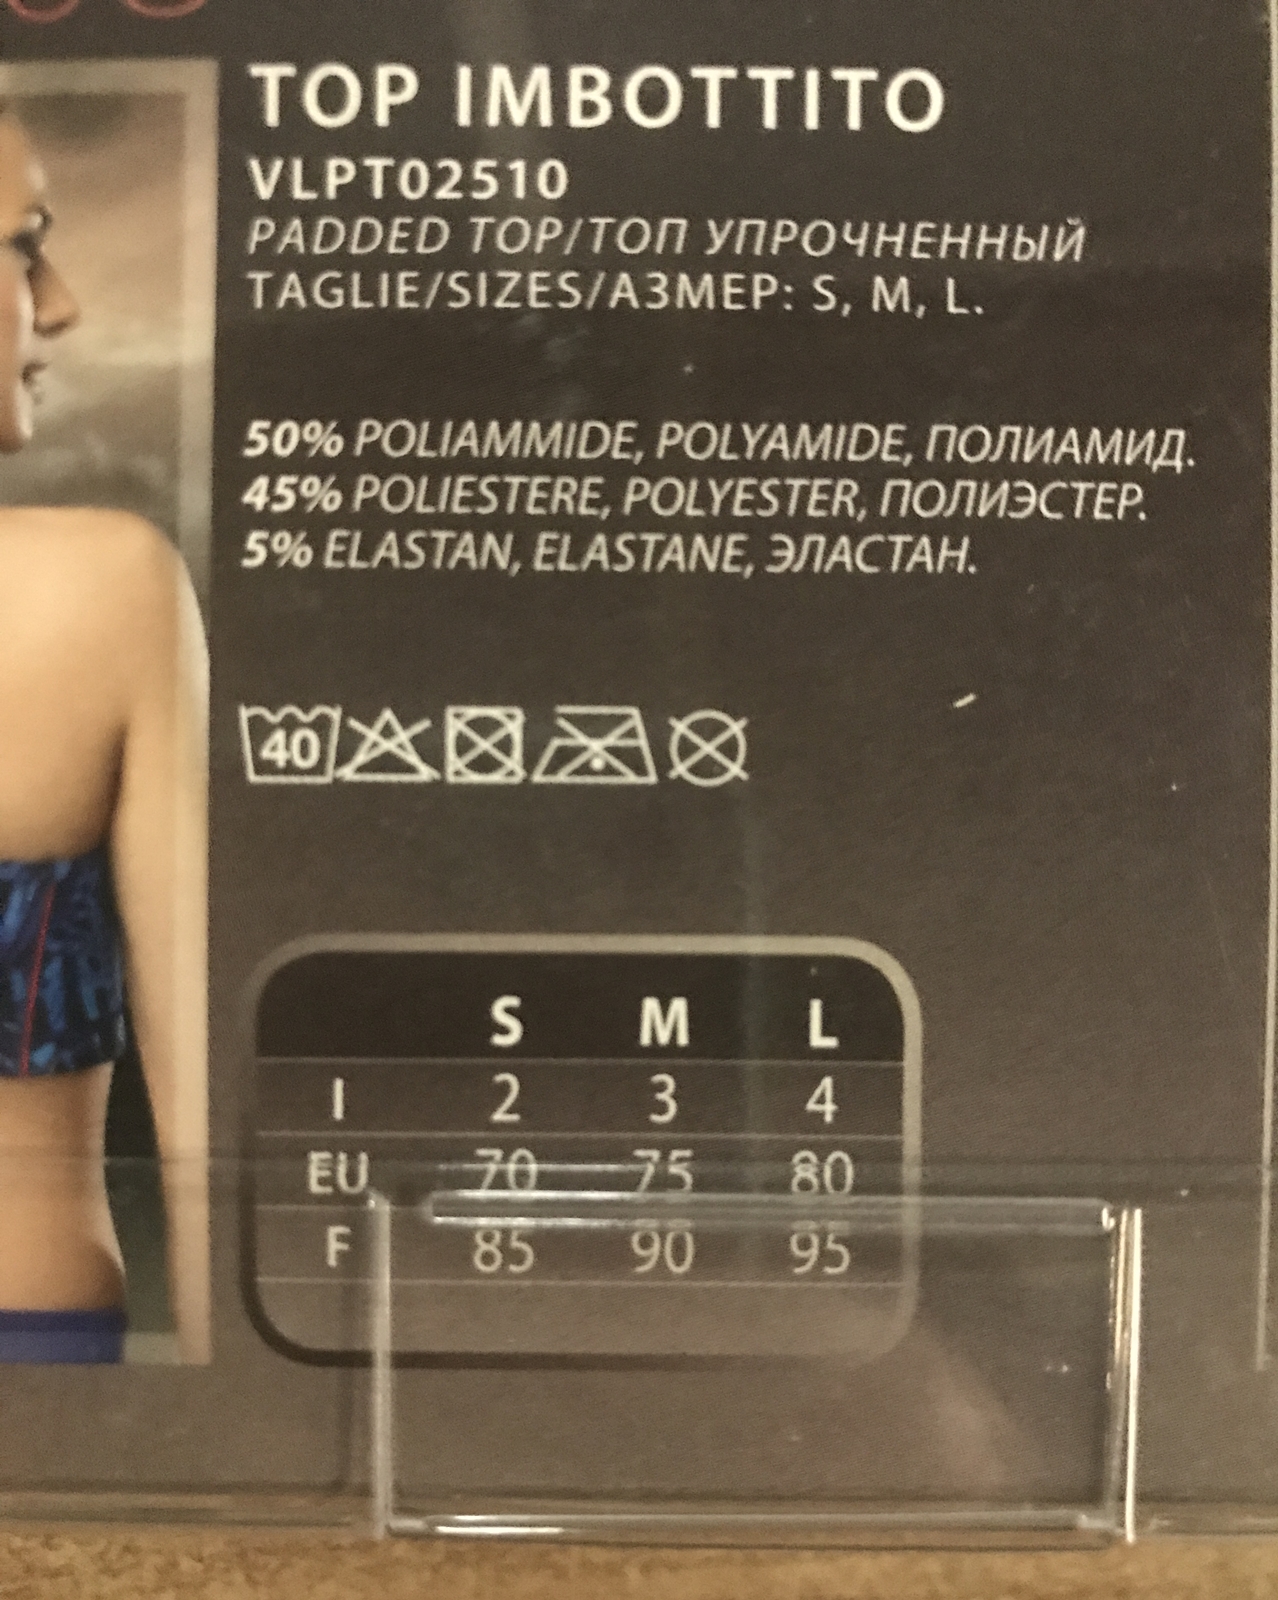 TOP IMBOTTITO
VLPT02510
PADDED TOP/ТОП УПРОЧНЕННЫЙ
TAGLIE/SIZES/АЗМЕР: S, M, L.
50% POLIAMMIDE, POLYAMIDE, ПОЛИАМИД.
45% POLIESTERE, POLYESTER, ПОЛИЭСТЕР.
5% ELASTAN, ELASTANE, ЭЛАСТАН.
40
S M L
I 2 3 4
EU 70 75 80
F 85 90 95